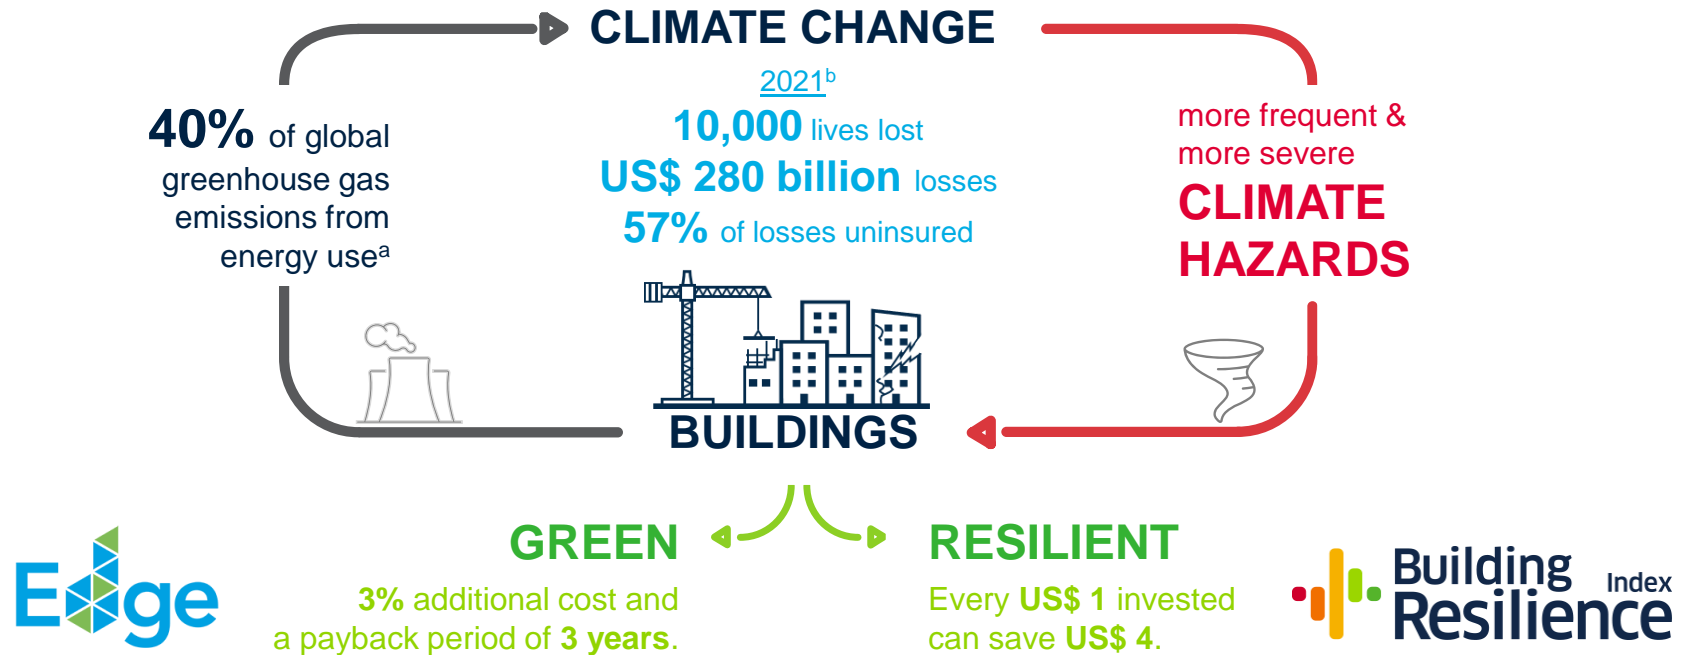 CLIMATE CHANGE
2021ᵇ
10,000 lives lost
US$ 280 billion losses
57% of losses uninsured
40% of global
greenhouse gas
emissions from
energy useᵃ
more frequent &
more severe
CLIMATE
HAZARDS
BUILDINGS
GREEN
3% additional cost and
a payback period of 3 years.
RESILIENT
Every US$ 1 invested
can save US$ 4.
Edge
Building
Resilience Index